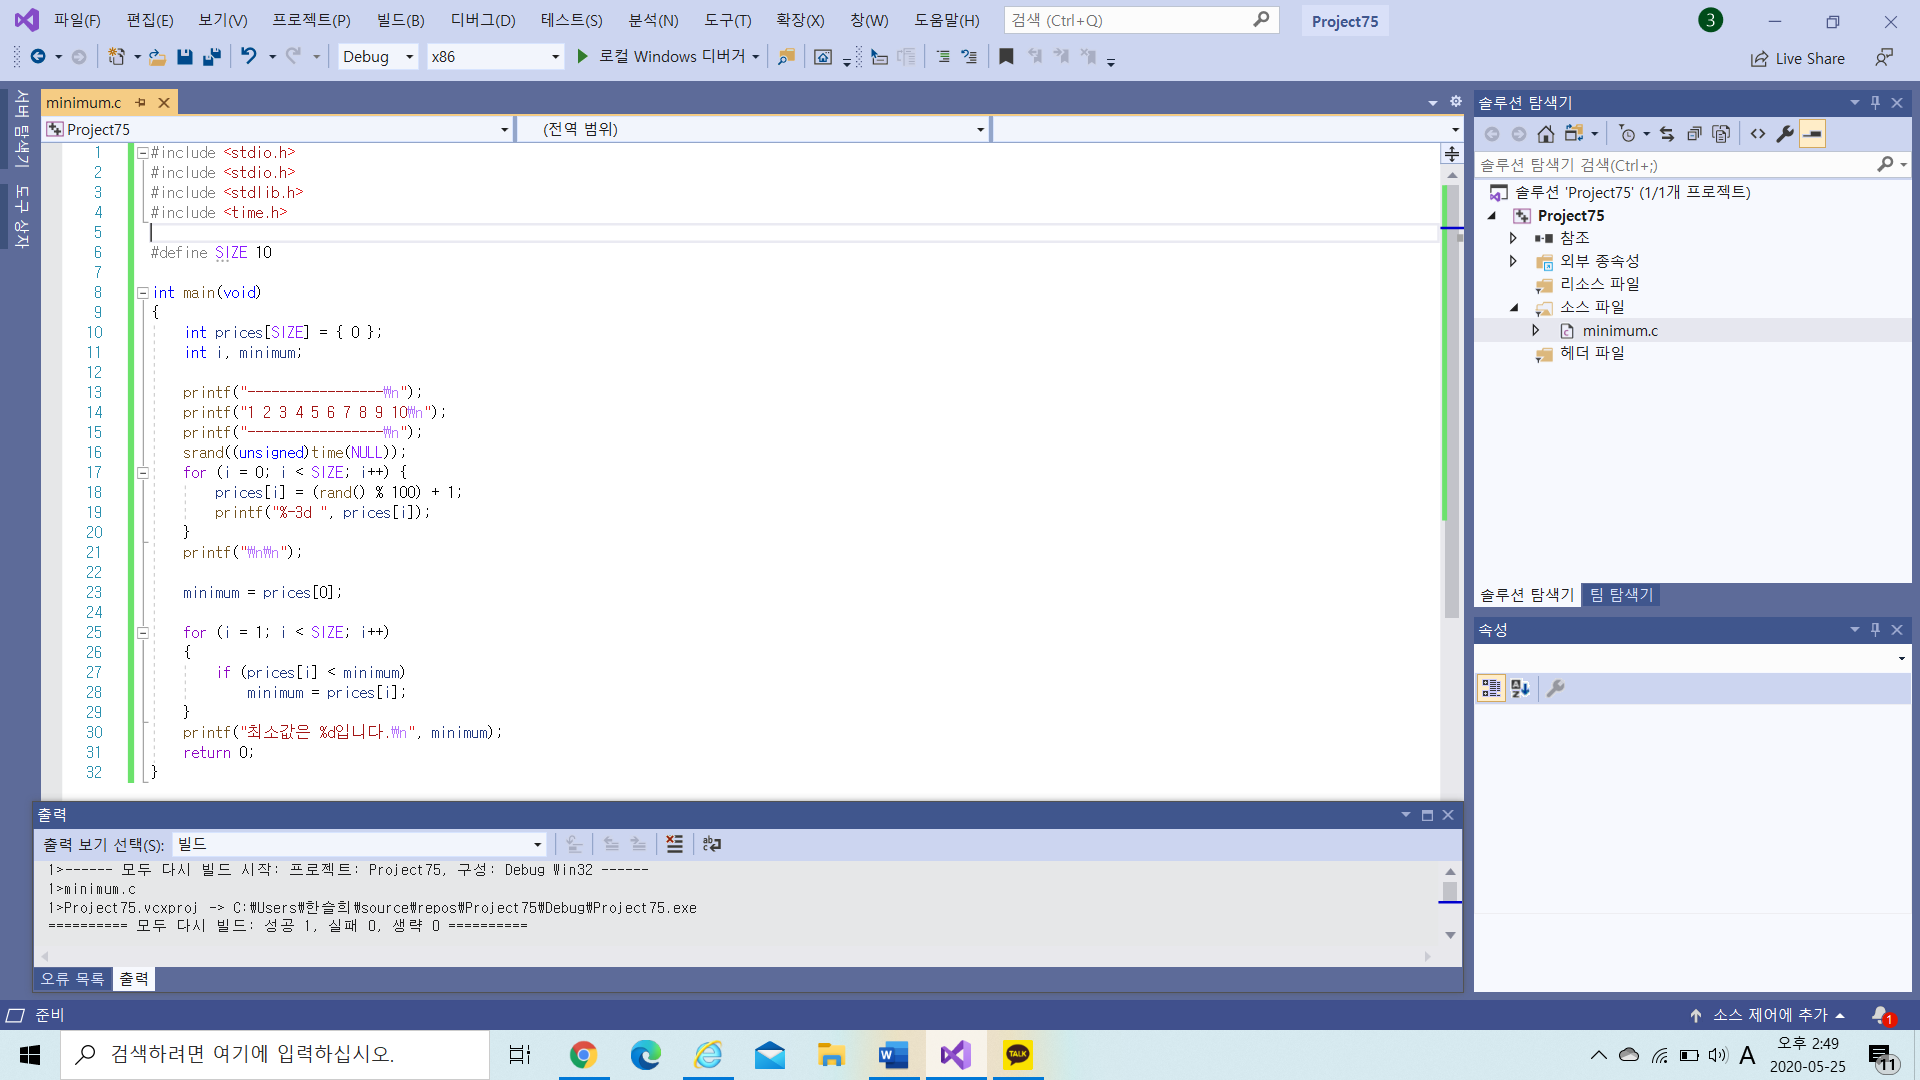 파일(F) 편집(E) 보기(V) 프로젝트(P) 빌드(B) 디버그(D) 테스트(S) 분석(N) 도구(T) 확장(X) 창(W) 도움말(H) 검색 (Ctrl+Q) Project75 3
Debug x86 로컬 Windows 디버거 Live Share
서버 탐색기
도구 상자
minimum.c
Project75 (전역 범위)
1 #include <stdio.h>
2 #include <stdio.h>
3 #include <stdlib.h>
4 #include <time.h>
5
6 #define SIZE 10
7
8 int main(void)
9 {
10 int prices[SIZE] = { 0 };
11 int i, minimum;
12
13 printf("-----------------₩n");
14 printf("1 2 3 4 5 6 7 8 9 10₩n");
15 printf("-----------------₩n");
16 srand((unsigned)time(NULL));
17 for (i = 0; i < SIZE; i++) {
18 prices[i] = (rand() % 100) + 1;
19 printf("%-3d ", prices[i]);
20 }
21 printf("₩n₩n");
22
23 minimum = prices[0];
24
25 for (i = 1; i < SIZE; i++)
26 {
27 if (prices[i] < minimum)
28 minimum = prices[i];
29 }
30 printf("최소값은 %d입니다.₩n", minimum);
31 return 0;
32 }
솔루션 탐색기
솔루션 탐색기 검색(Ctrl+;)
솔루션 'Project75' (1/1개 프로젝트)
Project75
참조
외부 종속성
리소스 파일
소스 파일
minimum.c
헤더 파일
솔루션 탐색기 팀 탐색기
속성
출력
출력 보기 선택(S): 빌드
1>------ 모두 다시 빌드 시작: 프로젝트: Project75, 구성: Debug Win32 ------
1>minimum.c
1>Project75.vcxproj -> C:₩Users₩한슬희₩source₩repos₩Project75₩Debug₩Project75.exe
========== 모두 다시 빌드: 성공 1, 실패 0, 생략 0 ==========
오류 목록 출력
준비 소스 제어에 추가 1
검색하려면 여기에 입력하십시오.
TALK
A
오후 2:49
2020-05-25
11